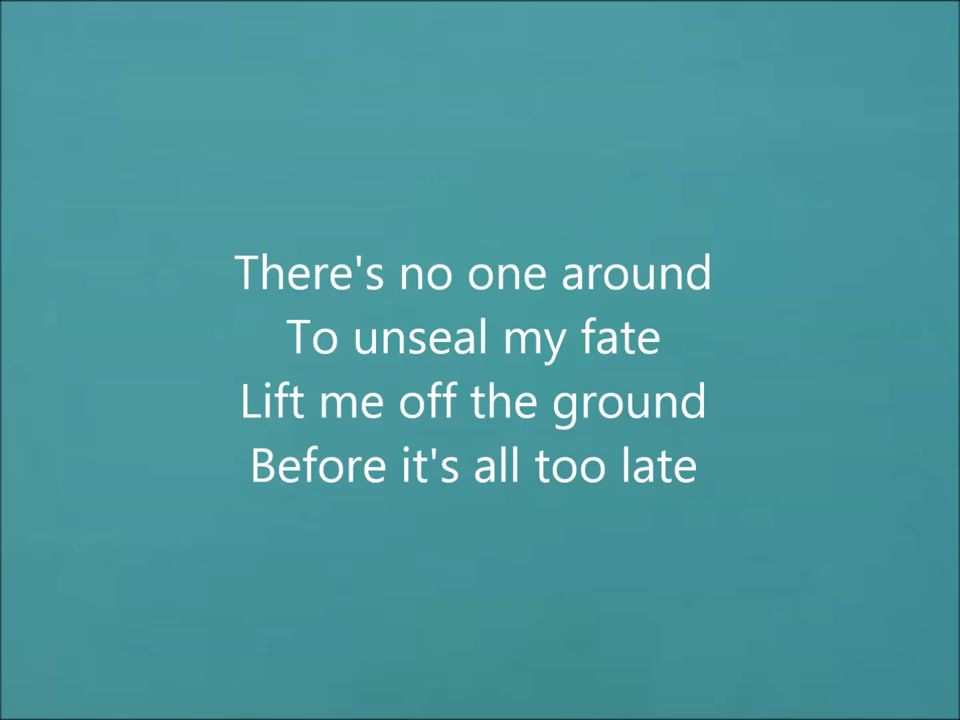 There's no one around
To unseal my fate
Lift me off the ground
Before it's all too late